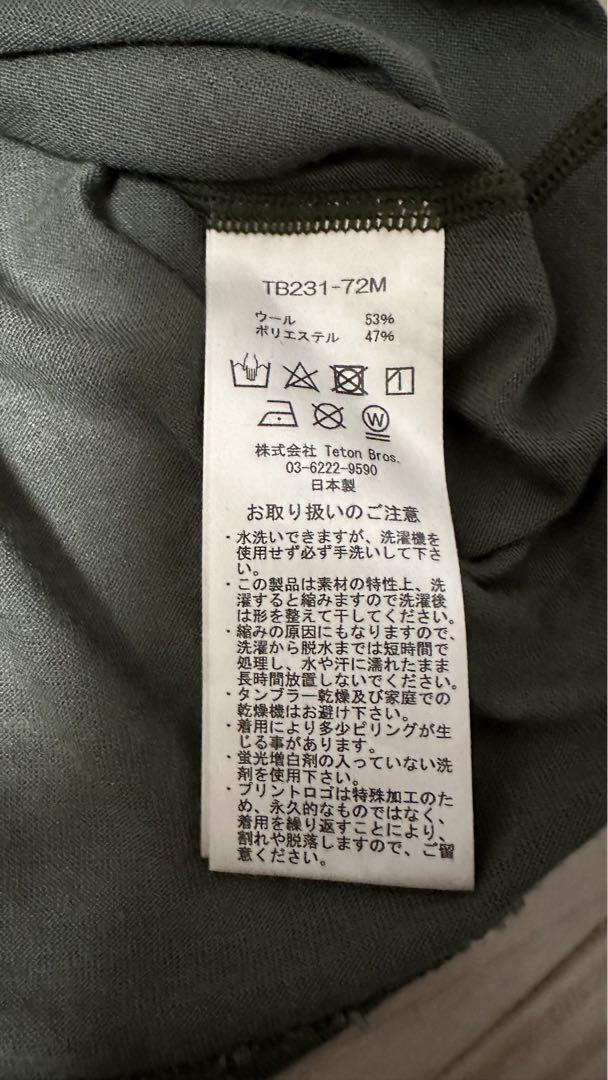 TB231-72M
ウール 53%
ポリエステル 47%
W
株式会社 Teton Bros.
03-6222-9590
日本製
お取り扱いのご注意
・水洗いできますが、洗濯機を
使用せず必ず手洗いして下さ
い。
・この製品は素材の特性上、洗
濯すると縮みますので洗濯後
は形を整えて干してください。
・縮みの原因にもなりますので、
洗濯から脱水までは短時間で
処理し、水や汗に濡れたまま
長時間放置しないでください。
・タンブラー乾燥及び家庭での
乾燥機はお避け下さい。
・着用により多少ピリングが生
じる事があります。
・蛍光増白剤の入っていない洗
剤を使用下さい。
・プリントロゴは特殊加工のた
め、永久的なものではなく、
着用を繰り返すことにより、
割れや脱落しますので、ご留
意ください。